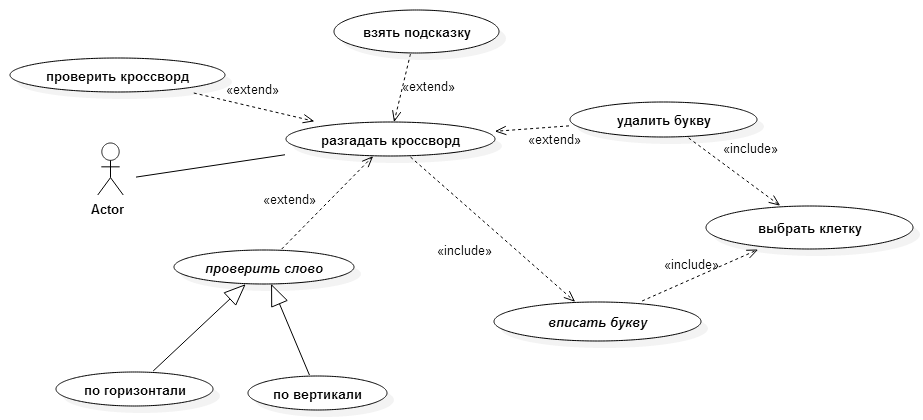 взять подсказку
проверить кроссворд
«extend»
«extend»
удалить букву
разгадать кроссворд
«extend»
«include»
Actor
«extend»
выбрать клетку
«include»
«include»
проверить слово
вписать букву
по горизонтали
по вертикали